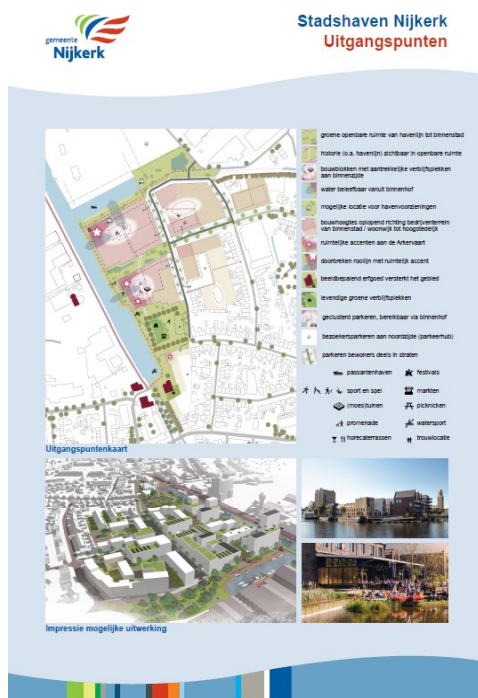 gemeente
Nijkerk
Stadshaven Nijkerk
Uitgangspunten
groene openbare ruimte van havenlijn tot binnenstad
historie (o.a. havenlijn) zichtbaar in openbare ruimte
bouwblokken met aantrekkelijke verblijfsplekken
aan binnenzijde
water beleefbaar vanuit binnenhof
mogelijke locatie voor havenvoorzieningen
bouwhoogtes oplopend richting bedrijventerrein
van binnenstad / woonwijk tot hoogstedelijk
ruimtelijke accenten aan de Arkervaart
doorbreken rooilijn met ruimtelijk accent
beeldbepalend erfgoed versterkt het gebied
levendige groene verblijfsplekken
geclusterd parkeren, bereikbaar via binnenhof
bezoekersparkeren aan noordzijde (parkeerhub)
parkeren bewoners deels in straten
passantenhaven
festivals
sport en spel
markten
(moes)tuinen
picknicken
promenade
watersport
horecaterrassen
trouwlocatie
Uitgangspuntenkaart
Impressie mogelijke uitwerking